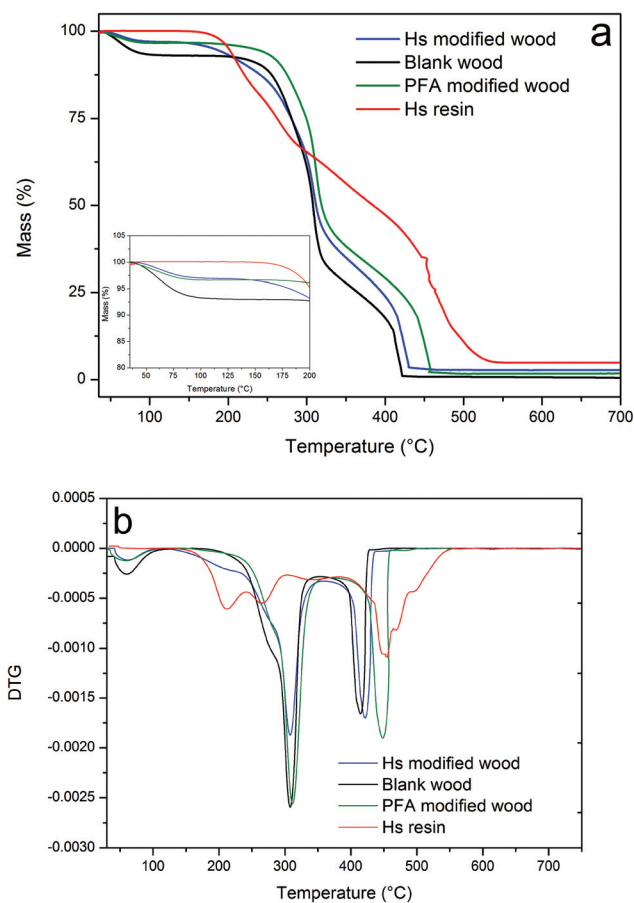 a
Hs modified wood
Blank wood
PFA modified wood
Hs resin
100
75
50
25
0
Mass (%)
105
100
95
90
85
80
Mass (%)
50 75 100 125 150 175 200
Temperature (°C)
100 200 300 400 500 600 700
Temperature (°C)
b
0.0005
0.0000
-0.0005
-0.0010
-0.0015
-0.0020
-0.0025
-0.0030
DTG
Hs modified wood
Blank wood
PFA modified wood
Hs resin
100 200 300 400 500 600 700
Temperature (°C)